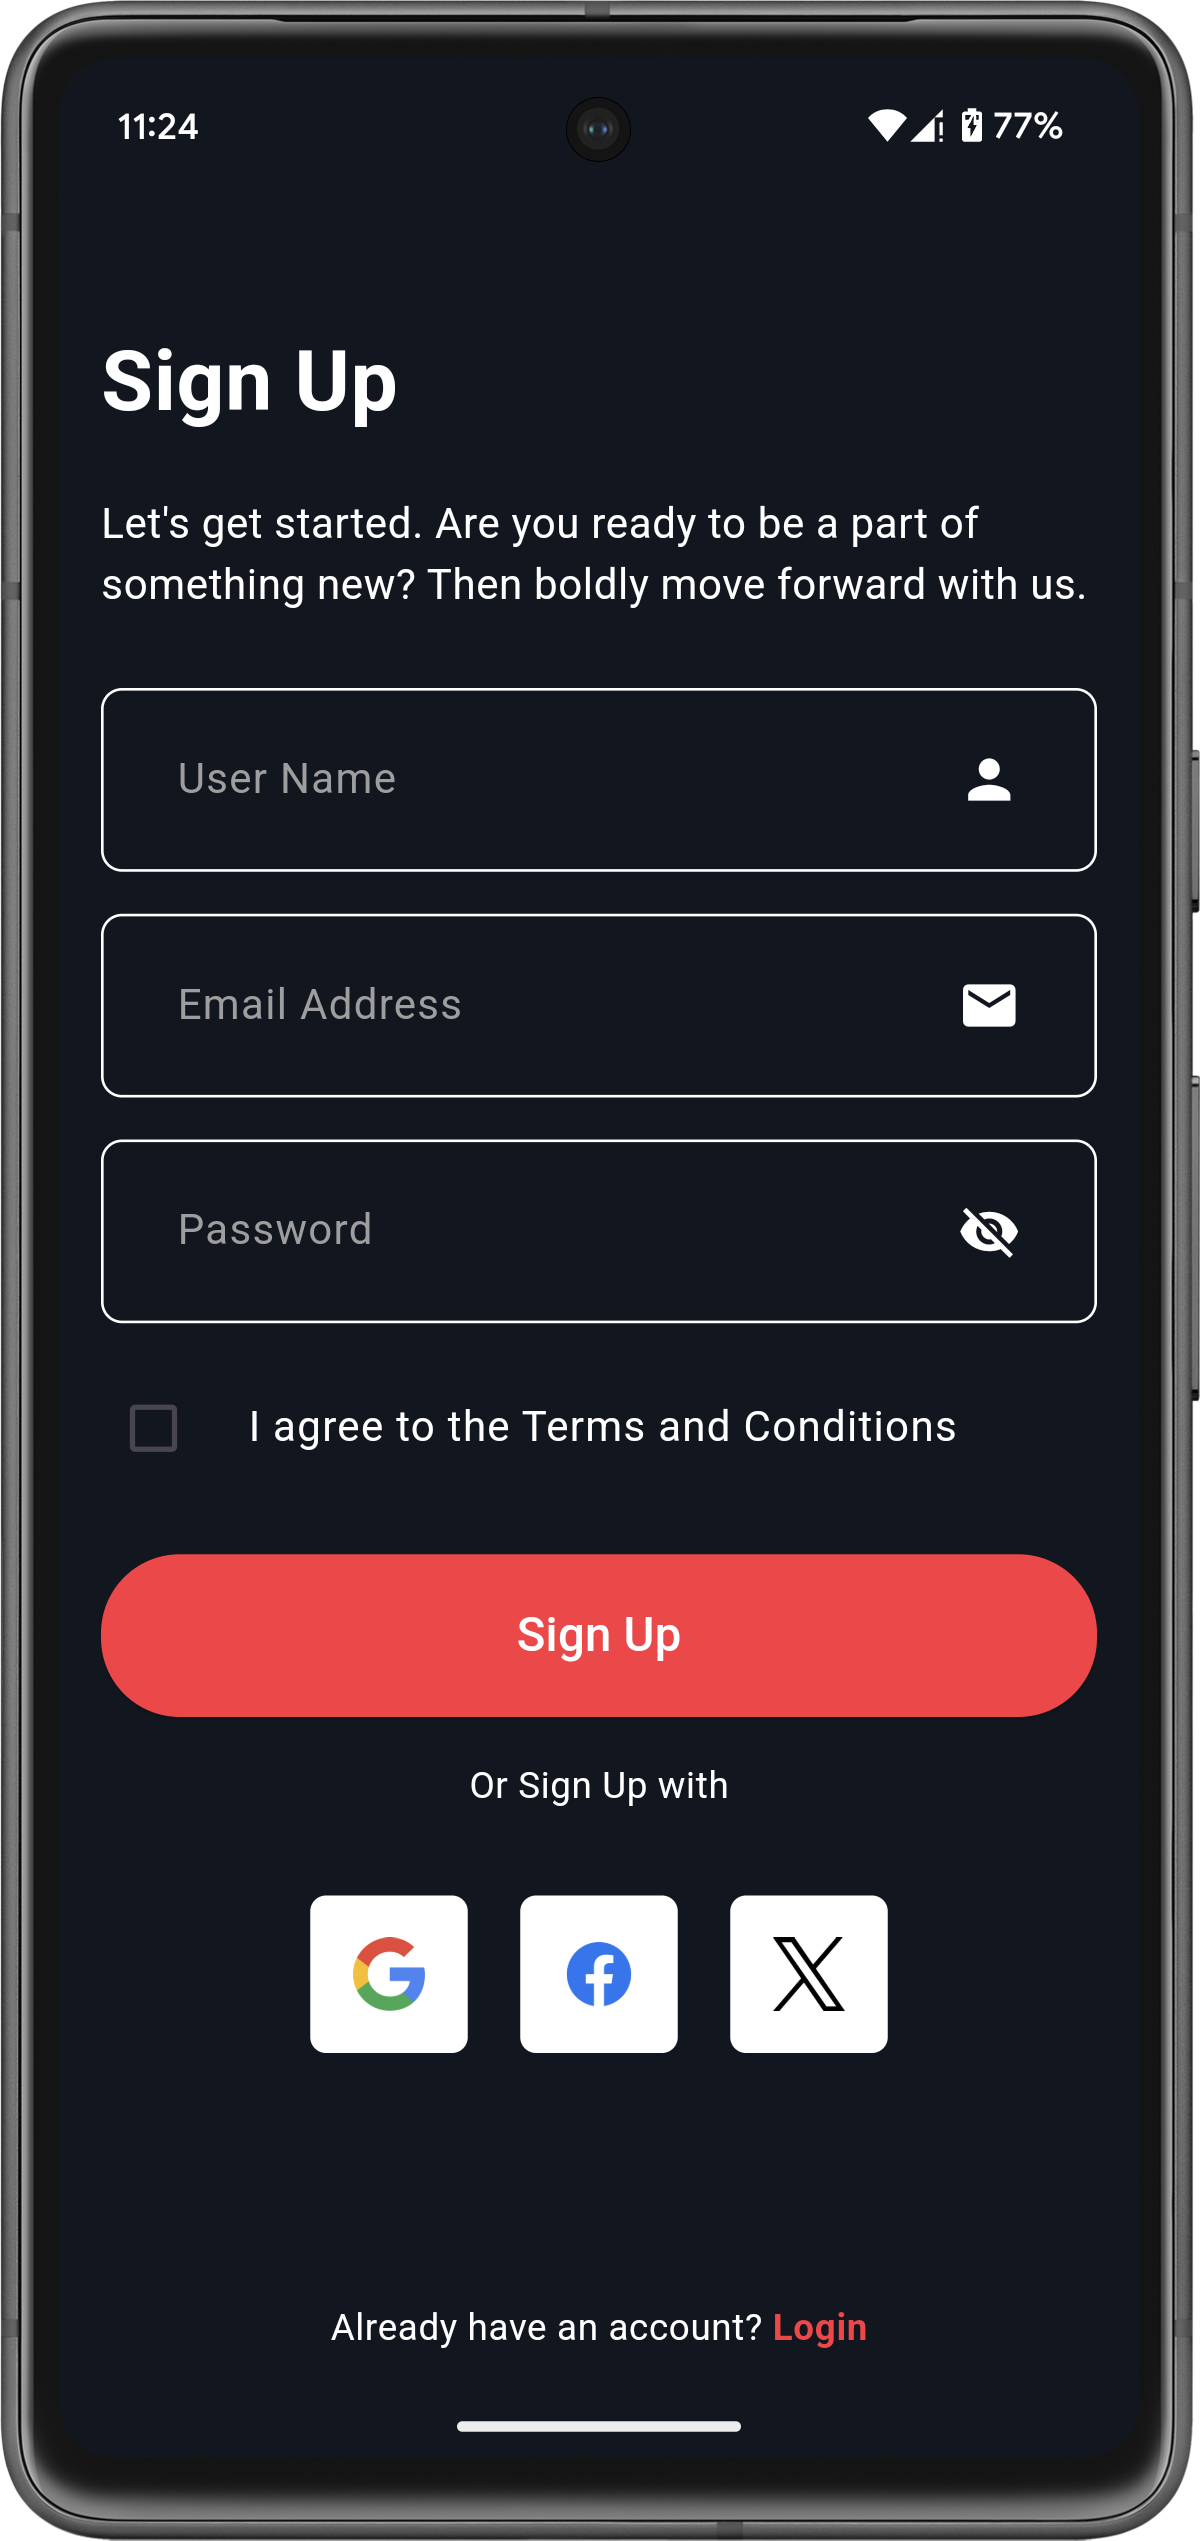 11:24
77%
Sign Up
Let's get started. Are you ready to be a part of
something new? Then boldly move forward with us.
User Name
Email Address
Password
I agree to the Terms and Conditions
Sign Up
Or Sign Up with
Already have an account? Login